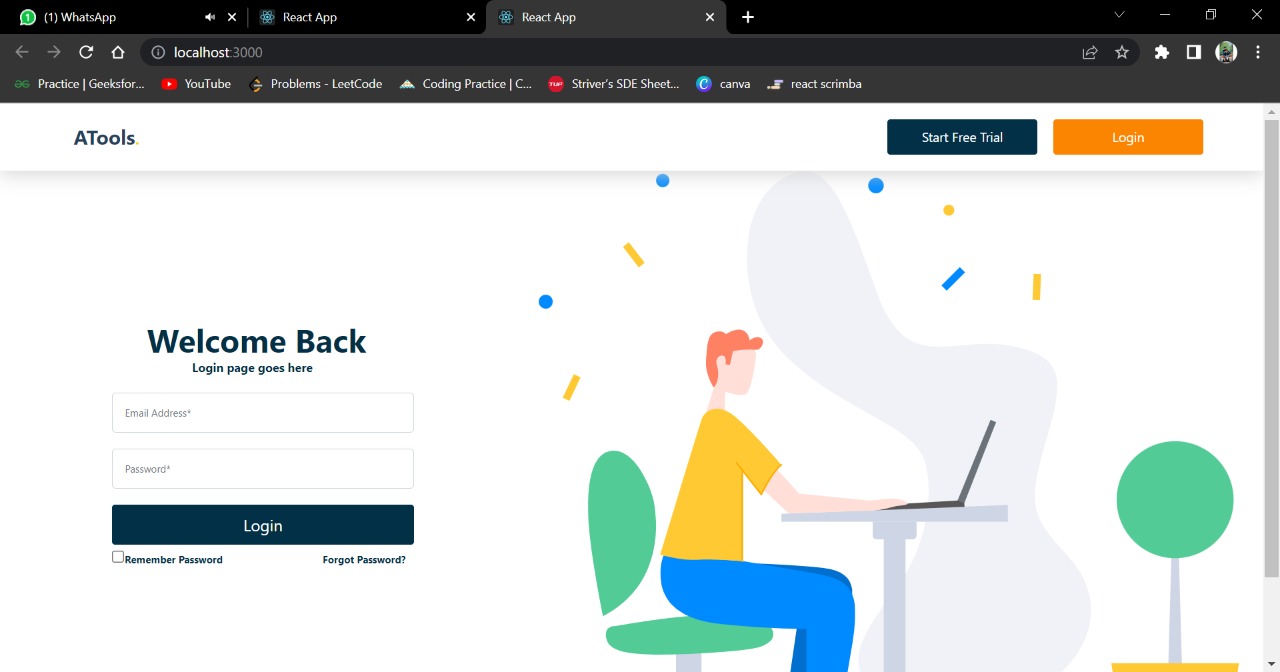 (1) WhatsApp
React App
React App
localhost:3000
Practice | Geeksfor...
YouTube
Problems - LeetCode
Coding Practice | C...
TUF
Striver's SDE Sheet...
canva
react scrimba
ATools.
Start Free Trial
Login
Welcome Back
Login page goes here
Email Address*
Password*
Login
Remember Password
Forgot Password?